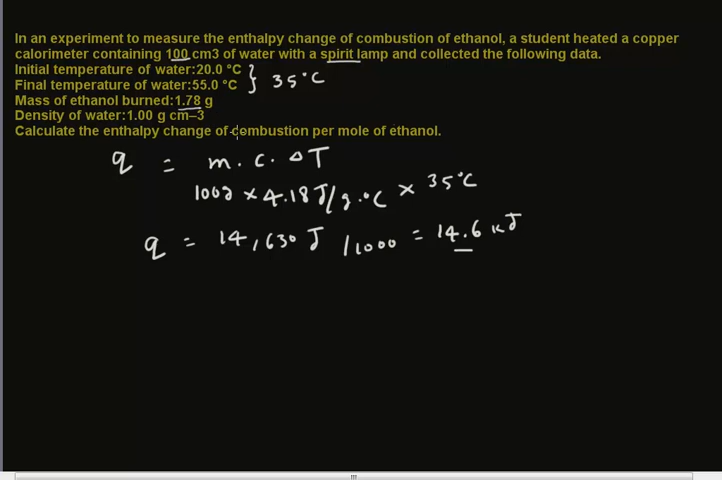 In an experiment to measure the enthalpy change of combustion of ethanol, a student heated a copper
calorimeter containing 100 cm3 of water with a spirit lamp and collected the following data.
Initial temperature of water:20.0 °C
Final temperature of water:55.0 °C } 35°C
Mass of ethanol burned:1.78 g
Density of water:1.00 g cm–3
Calculate the enthalpy change of combustion per mole of ethanol.
q = m. c. ΔT
100g × 4.18 J/g.°C × 35°C
q = 14,630 J /1000 = 14.6 kJ